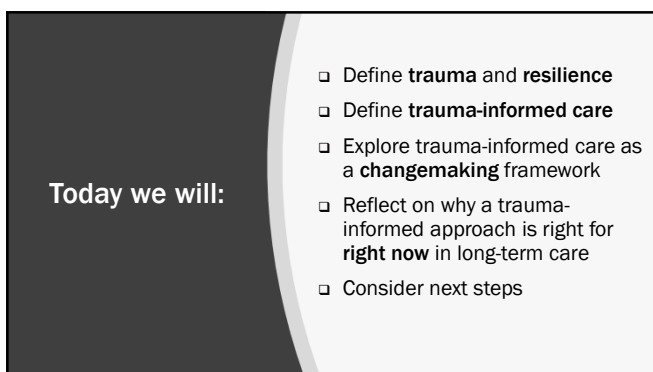 Today we will:
❑ Define trauma and resilience
❑ Define trauma-informed care
❑ Explore trauma-informed care as
a changemaking framework
❑ Reflect on why a trauma-
informed approach is right for
right now in long-term care
❑ Consider next steps